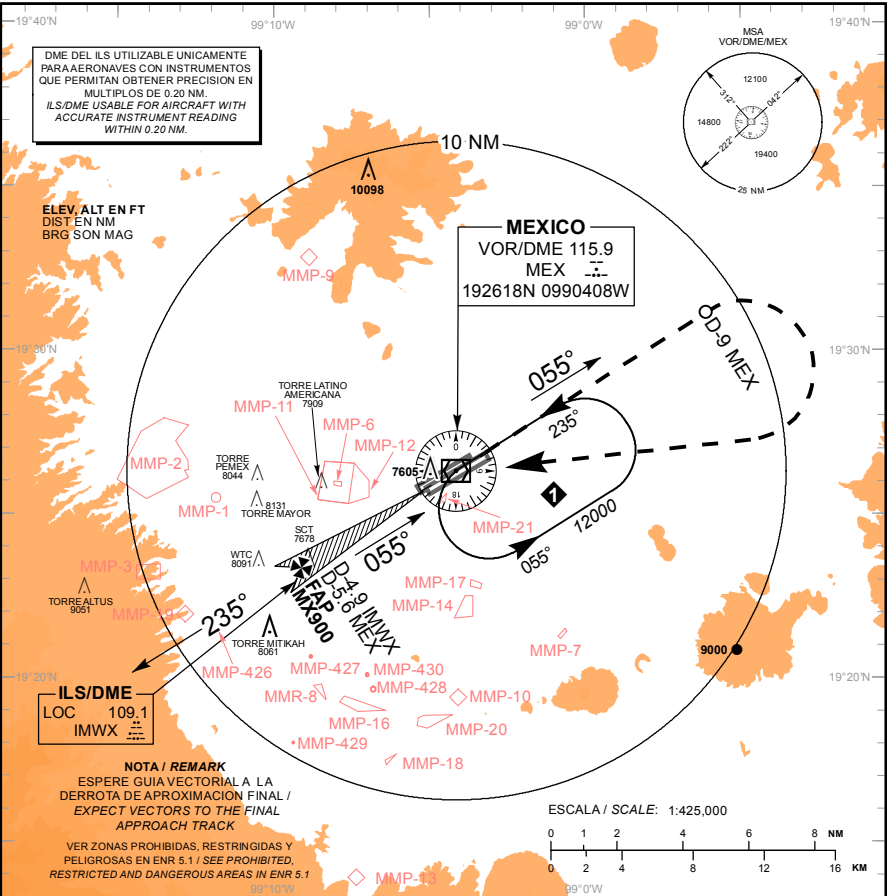 19°40'N
99°10'W
99°0'W
19°40'N
DME DEL ILS UTILIZABLE UNICAMENTE
PARA AERONAVES CON INSTRUMENTOS
QUE PERMITAN OBTENER PRECISION EN
MULTIPLOS DE 0.20 NM.
ILS/DME USABLE FOR AIRCRAFT WITH
ACCURATE INSTRUMENT READING
WITHIN 0.20 NM.
MSA
VOR/DME/MEX
12100
312°
042°
14800
222°
19400
25 NM
10 NM
10098
ELEV, ALT EN FT
DIST EN NM
BRG SON MAG
MMP-9
MEXICO
VOR/DME 115.9
MEX
192618N 0990408W
D-9 MEX
19°30'N
19°30'N
055°
235°
TORRE LATINO
AMERICANA
7909
MMP-11
MMP-6
MMP-12
MMP-2
TORRE
PEMEX
8044
7605
0
9
18
1
MMP-1
8131
TORRE MAYOR
MMP-21
12000
055°
SCT
7678
055°
WTC
8091
MMP-3
TORRE ALTUS
9051
MMP-19
235°
D-4.9 IMWX
D-5.6 MEX
FAP
MX900
MMP-17
MMP-14
TORRE MITIKAH
8061
MMP-7
9000
MMP-426
MMP-427
MMP-430
MMP-428
19°20'N
19°20'N
ILS/DME
LOC 109.1
IMWX
MMR-8
MMP-10
MMP-16
MMP-20
MMP-429
MMP-18
NOTA / REMARK
ESPERE GUIA VECTORIAL A LA
DERROTA DE APROXIMACION FINAL /
EXPECT VECTORS TO THE FINAL
APPROACH TRACK
VER ZONAS PROHIBIDAS, RESTRINGIDAS Y
PELIGROSAS EN ENR 5.1 / SEE PROHIBITED,
RESTRICTED AND DANGEROUS AREAS IN ENR 5.1
ESCALA / SCALE: 1:425,000
0 1 2 4 6 8 NM
0 2 4 8 12 16 KM
MMP-13
99°10'W
99°0'W